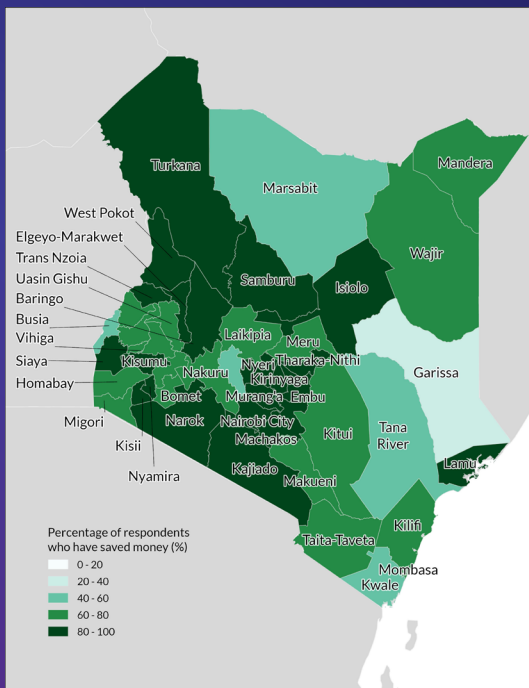 Turkana
Mandera
Marsabit
West Pokot
Elgeyo-Marakwet
Wajir
Trans Nzoia
Samburu
Isiolo
Uasin Gishu
Baringo
Busia
Laikipia
Meru
Vihiga
Siaya
Kisumu
Nyeri
Tharaka-Nithi
Nakuru
Kirinyaga
Garissa
Homabay
Bomet
Murang'a
Embu
Migori
Narok
Nairobi City
Kitui
Tana
River
Kisii
Machakos
Lamu
Nyamira
Kajiado
Makueni
Kilifi
Taita-Taveta
Mombasa
Kwale
Percentage of respondents
who have saved money (%)
0 - 20
20 - 40
40 - 60
60 - 80
80 - 100